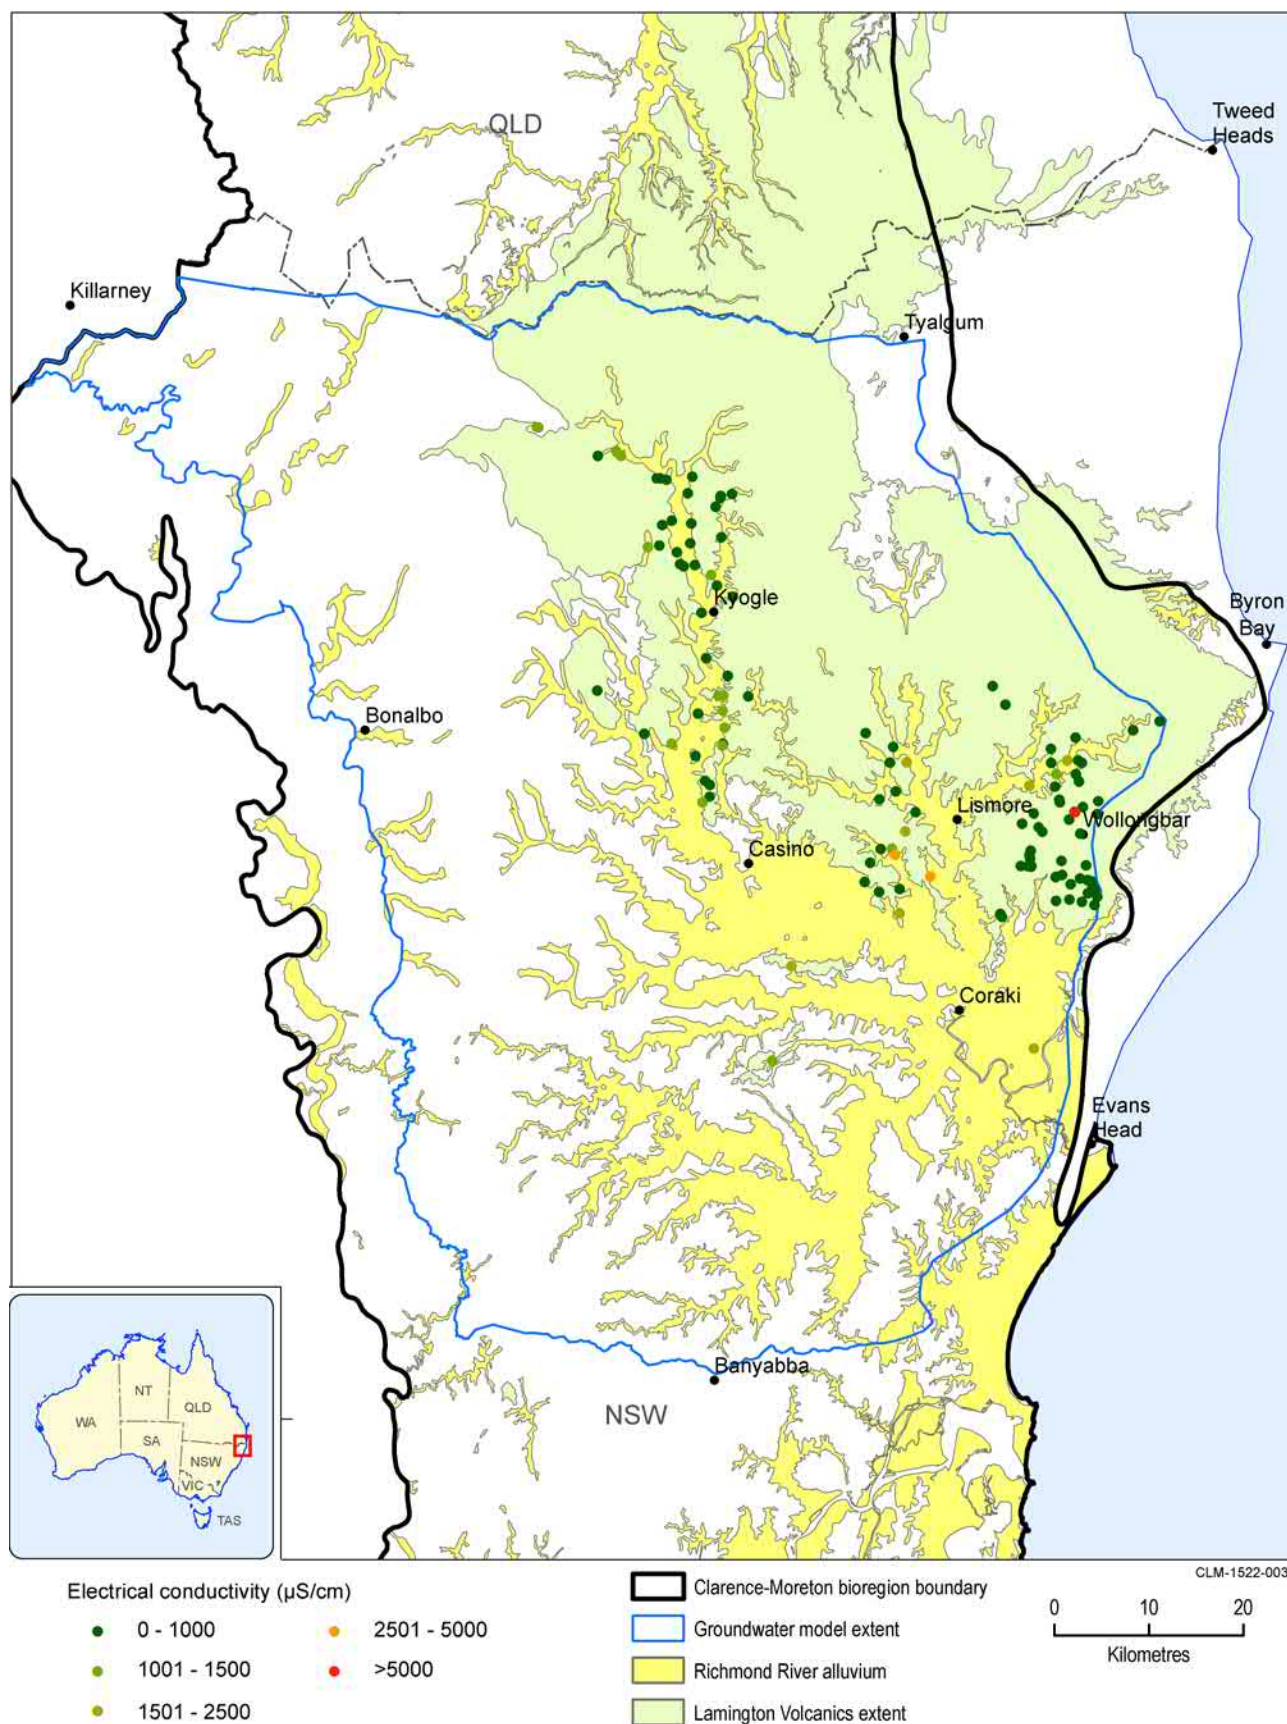 QLD
Tweed
Heads
Killarney
Tyalgum
Kyogle
Byron
Bay
Bonalbo
Lismore
Wollongbar
Casino
Coraki
Evans
Head
Banyabba
NSW
NT
QLD
WA
SA
NSW
VIC
TAS
CLM-1522-003
Electrical conductivity (µS/cm)
0 - 1000
1001 - 1500
1501 - 2500
2501 - 5000
>5000
Clarence-Moreton bioregion boundary
Groundwater model extent
Richmond River alluvium
Lamington Volcanics extent
0 10 20
Kilometres